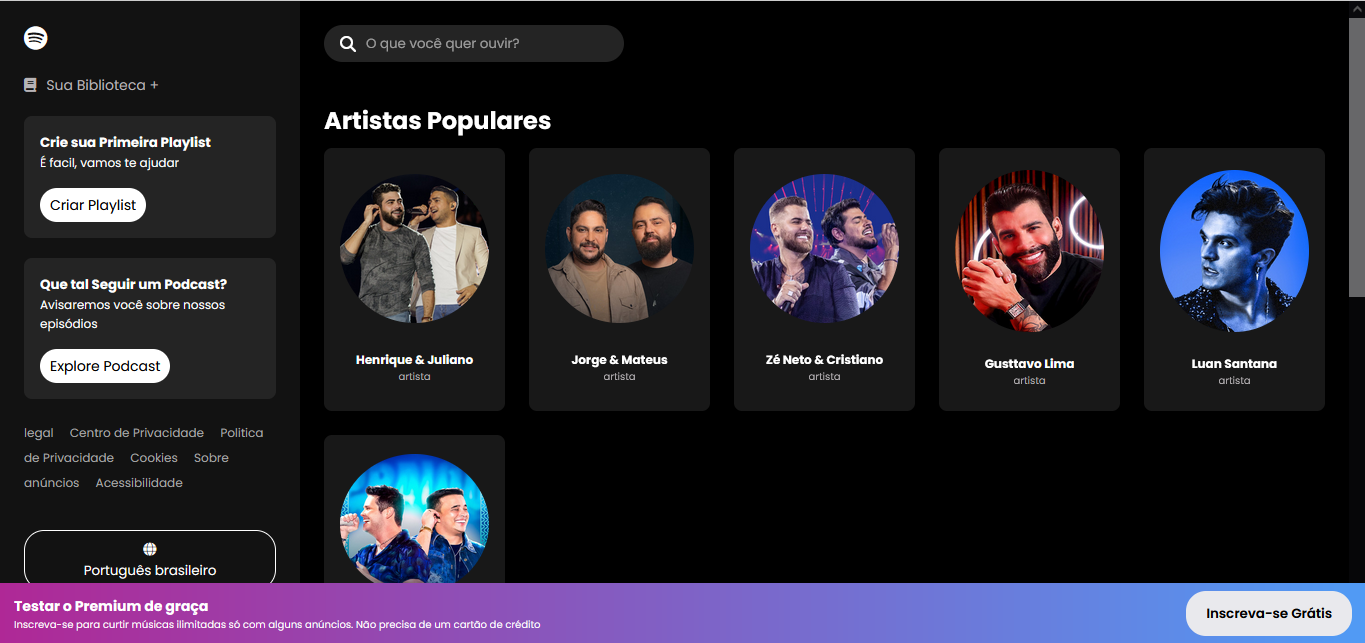 Sua Biblioteca +
Crie sua Primeira Playlist
É facil, vamos te ajudar
Criar Playlist
Que tal Seguir um Podcast?
Avisaremos você sobre nossos
episódios
Explore Podcast
legal Centro de Privacidade Politica
de Privacidade Cookies Sobre
anúncios Acessibilidade
Português brasileiro
O que você quer ouvir?
Artistas Populares
Henrique & Juliano
artista
Jorge & Mateus
artista
Zé Neto & Cristiano
artista
Gusttavo Lima
artista
Luan Santana
artista
Testar o Premium de graça
Inscreva-se para curtir músicas ilimitadas só com alguns anúncios. Não precisa de um cartão de crédito
Inscreva-se Grátis